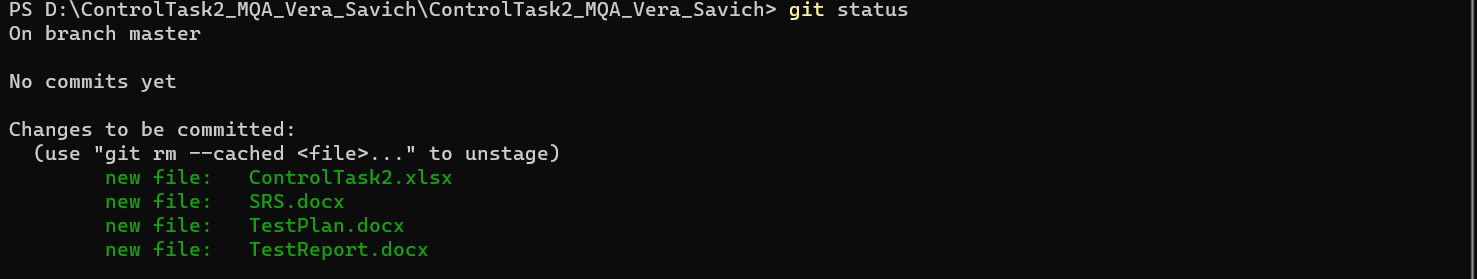 PS D:\ControlTask2_MQA_Vera_Savich\ControlTask2_MQA_Vera_Savich> git status
On branch master
No commits yet
Changes to be committed:
(use "git rm --cached <file>..." to unstage)
new file: ControlTask2.xlsx
new file: SRS.docx
new file: TestPlan.docx
new file: TestReport.docx